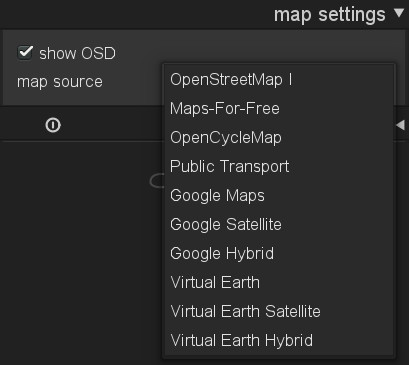 map settings
show OSD
map source
OpenStreetMap I
Maps-For-Free
OpenCycleMap
Public Transport
Google Maps
Google Satellite
Google Hybrid
Virtual Earth
Virtual Earth Satellite
Virtual Earth Hybrid